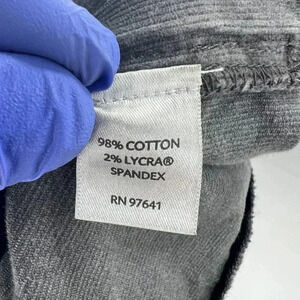 98% COTTON
2% LYCRA®
SPANDEX
RN 97641